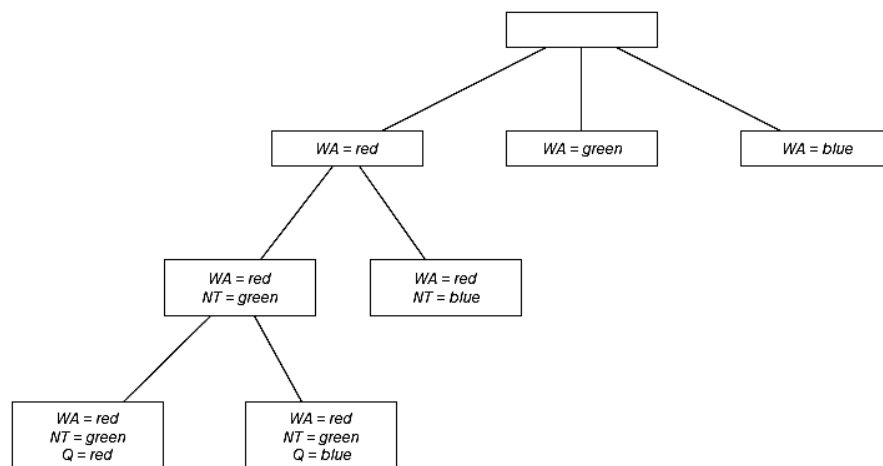 WA = red
WA = green
WA = blue
WA = red
NT = green
WA = red
NT = blue
WA = red
NT = green
Q = red
WA = red
NT = green
Q = blue